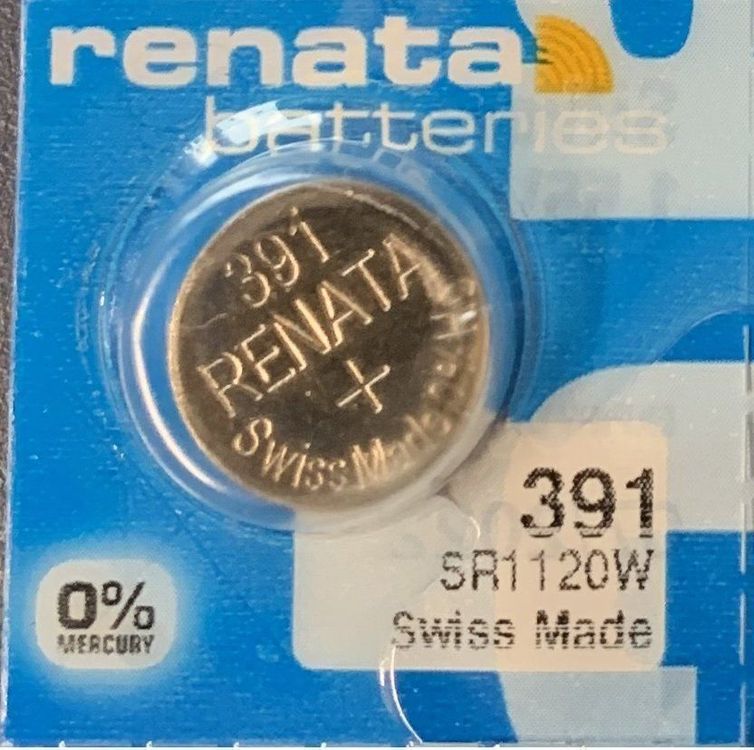 renata
batteries
391
RENATA
+
Swiss Made
391
SR1120W
Swiss Made
0%
MERCURY